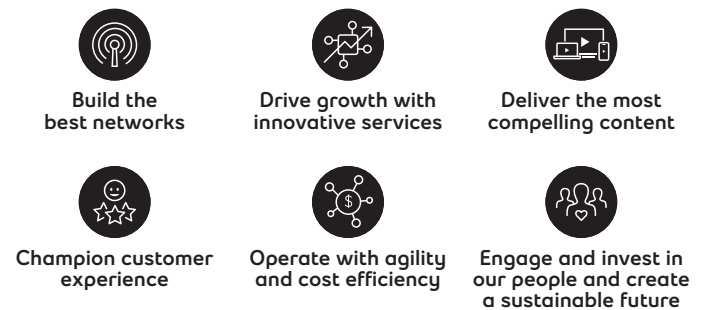 Build the
best networks
Drive growth with
innovative services
Deliver the most
compelling content
Champion customer
experience
Operate with agility
and cost efficiency
Engage and invest in
our people and create
a sustainable future
$